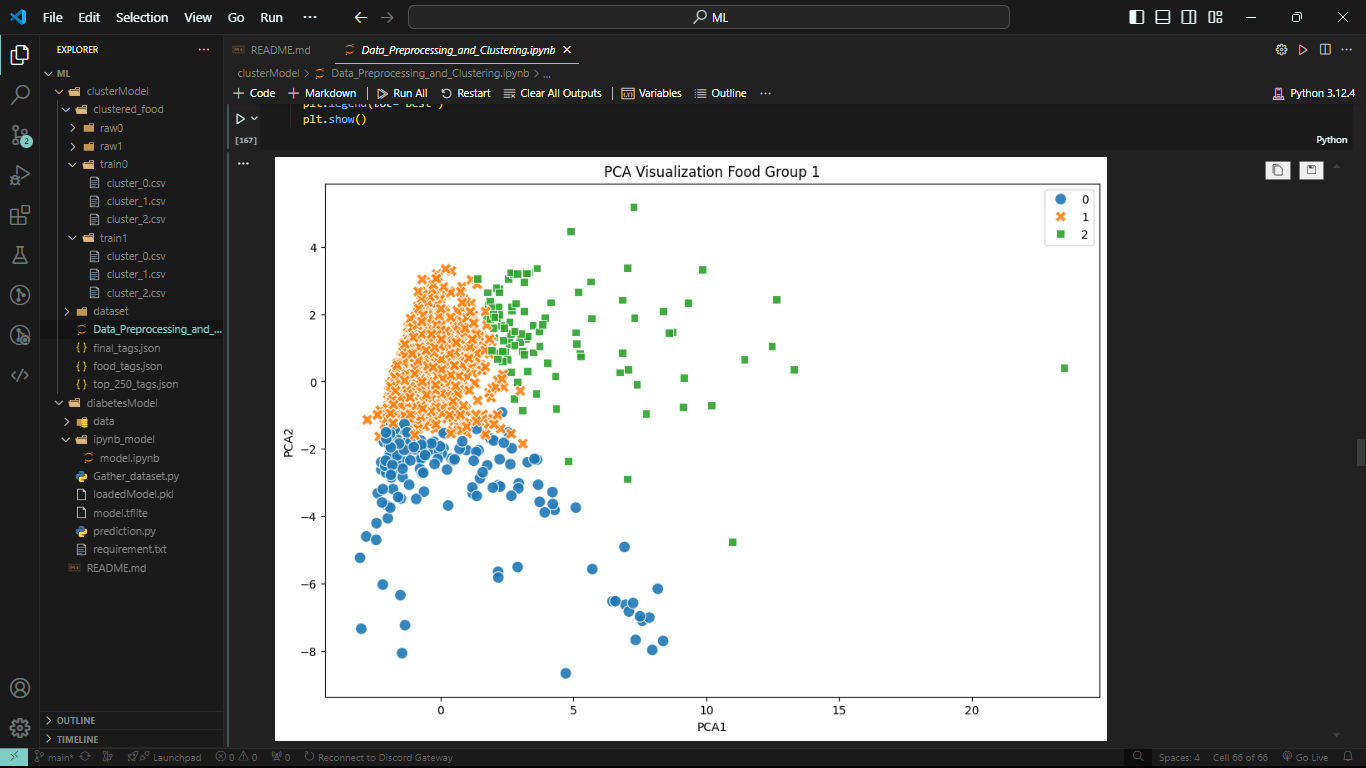 File Edit Selection View Go Run ··· ML
EXPLORER ···
README.md
Data_Preprocessing_and_Clustering.ipynb
clusterModel > Data_Preprocessing_and_Clustering.ipynb > ...
+ Code + Markdown Run All Restart Clear All Outputs Variables Outline ··· Python 3.12.4
ML
clusterModel
clustered_food
raw0
raw1
train0
cluster_0.csv
cluster_1.csv
cluster_2.csv
train1
cluster_0.csv
cluster_1.csv
cluster_2.csv
dataset
Data_Preprocessing_and_...
final_tags.json
food_tags.json
top_250_tags.json
diabetesModel
data
ipynb_model
model.ipynb
Gather_dataset.py
loadedModel.pkl
model.tflite
prediction.py
requirement.txt
README.md
OUTLINE
TIMELINE
2
plt.legend(loc='best')
plt.show()
[167]
Python
PCA Visualization Food Group 1
0
1
2
PCA2
4
2
0
−2
−4
−6
−8
0 5 10 15 20
PCA1
main* Launchpad 0 0 0 Reconnect to Discord Gateway Spaces: 4 Cell 66 of 66 Go Live